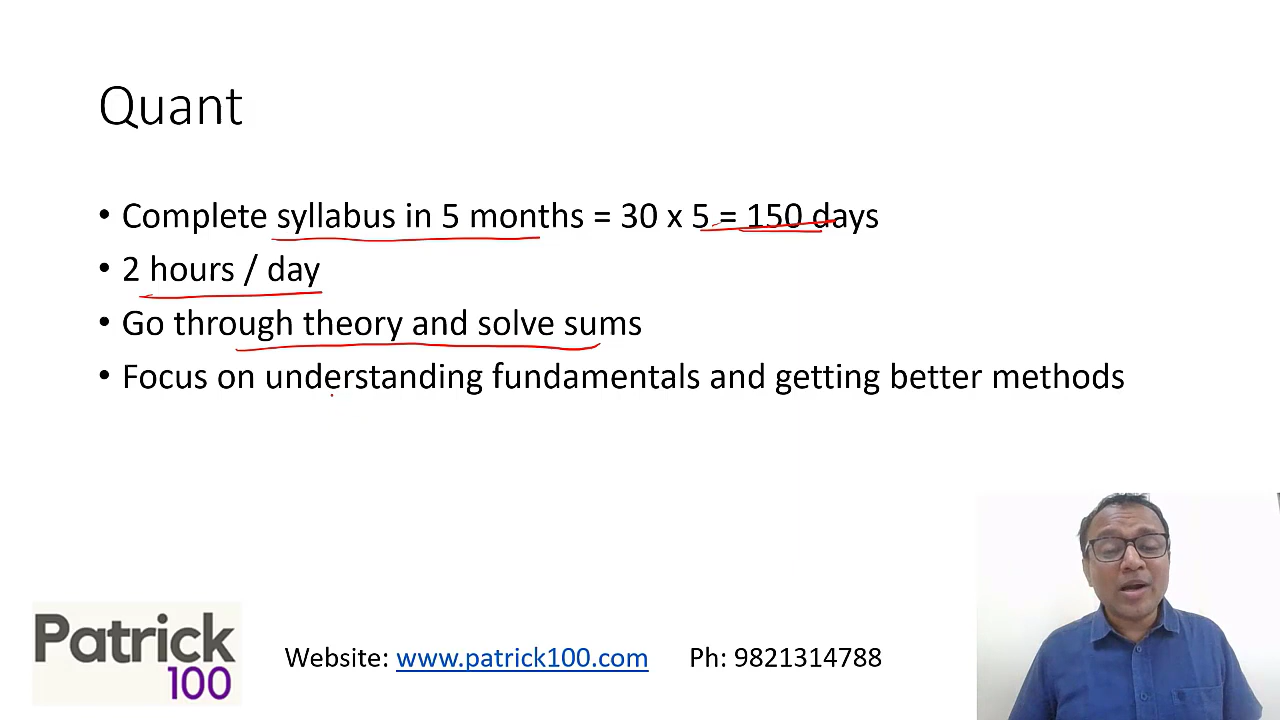 Quant
• Complete syllabus in 5 months = 30 x 5 = 150 days
• 2 hours / day
• Go through theory and solve sums
• Focus on understanding fundamentals and getting better methods
Patrick
100
Website: www.patrick100.com Ph: 9821314788